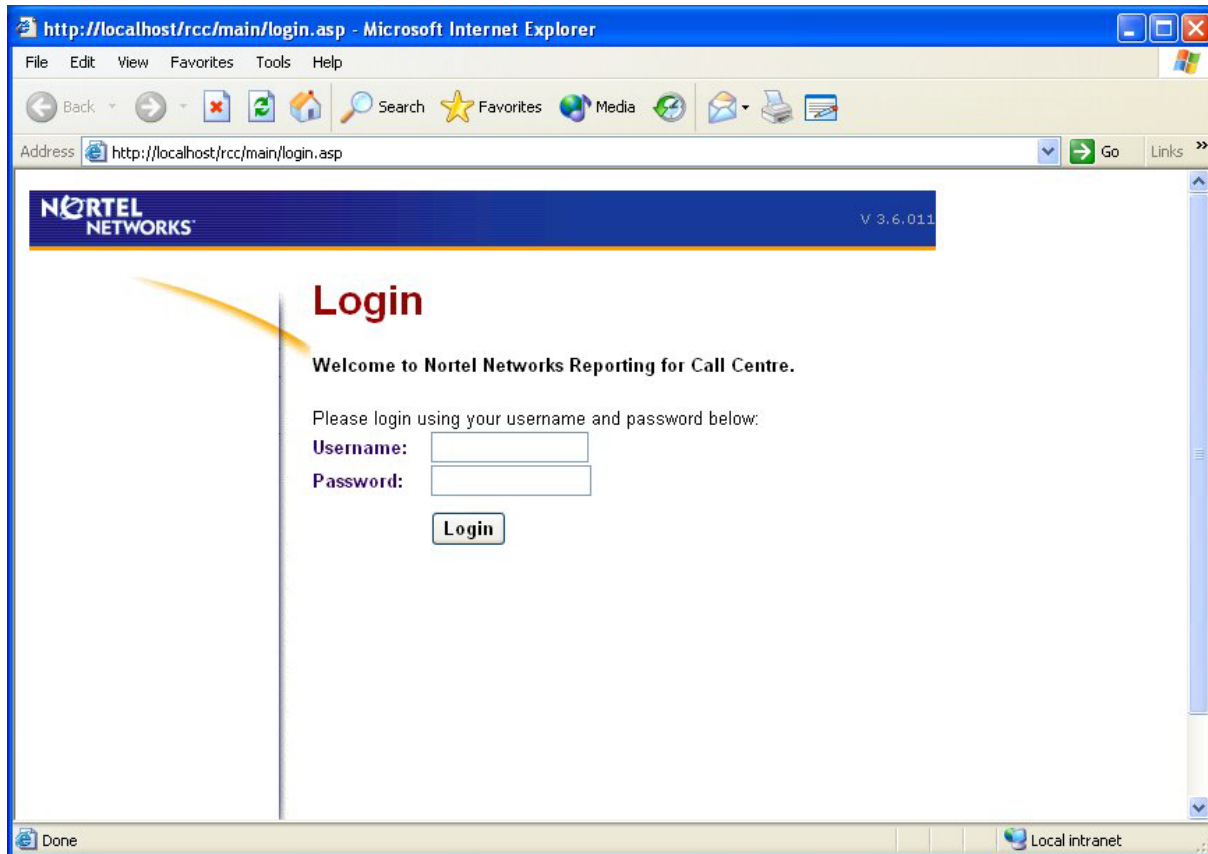 http://localhost/rcc/main/login.asp - Microsoft Internet Explorer
File Edit View Favorites Tools Help
Back Search Favorites Media
Address http://localhost/rcc/main/login.asp Go Links »
NORTEL
NETWORKS
V 3.6.011
Login
Welcome to Nortel Networks Reporting for Call Centre.
Please login using your username and password below:
Username:
Password:
Login
Done Local intranet